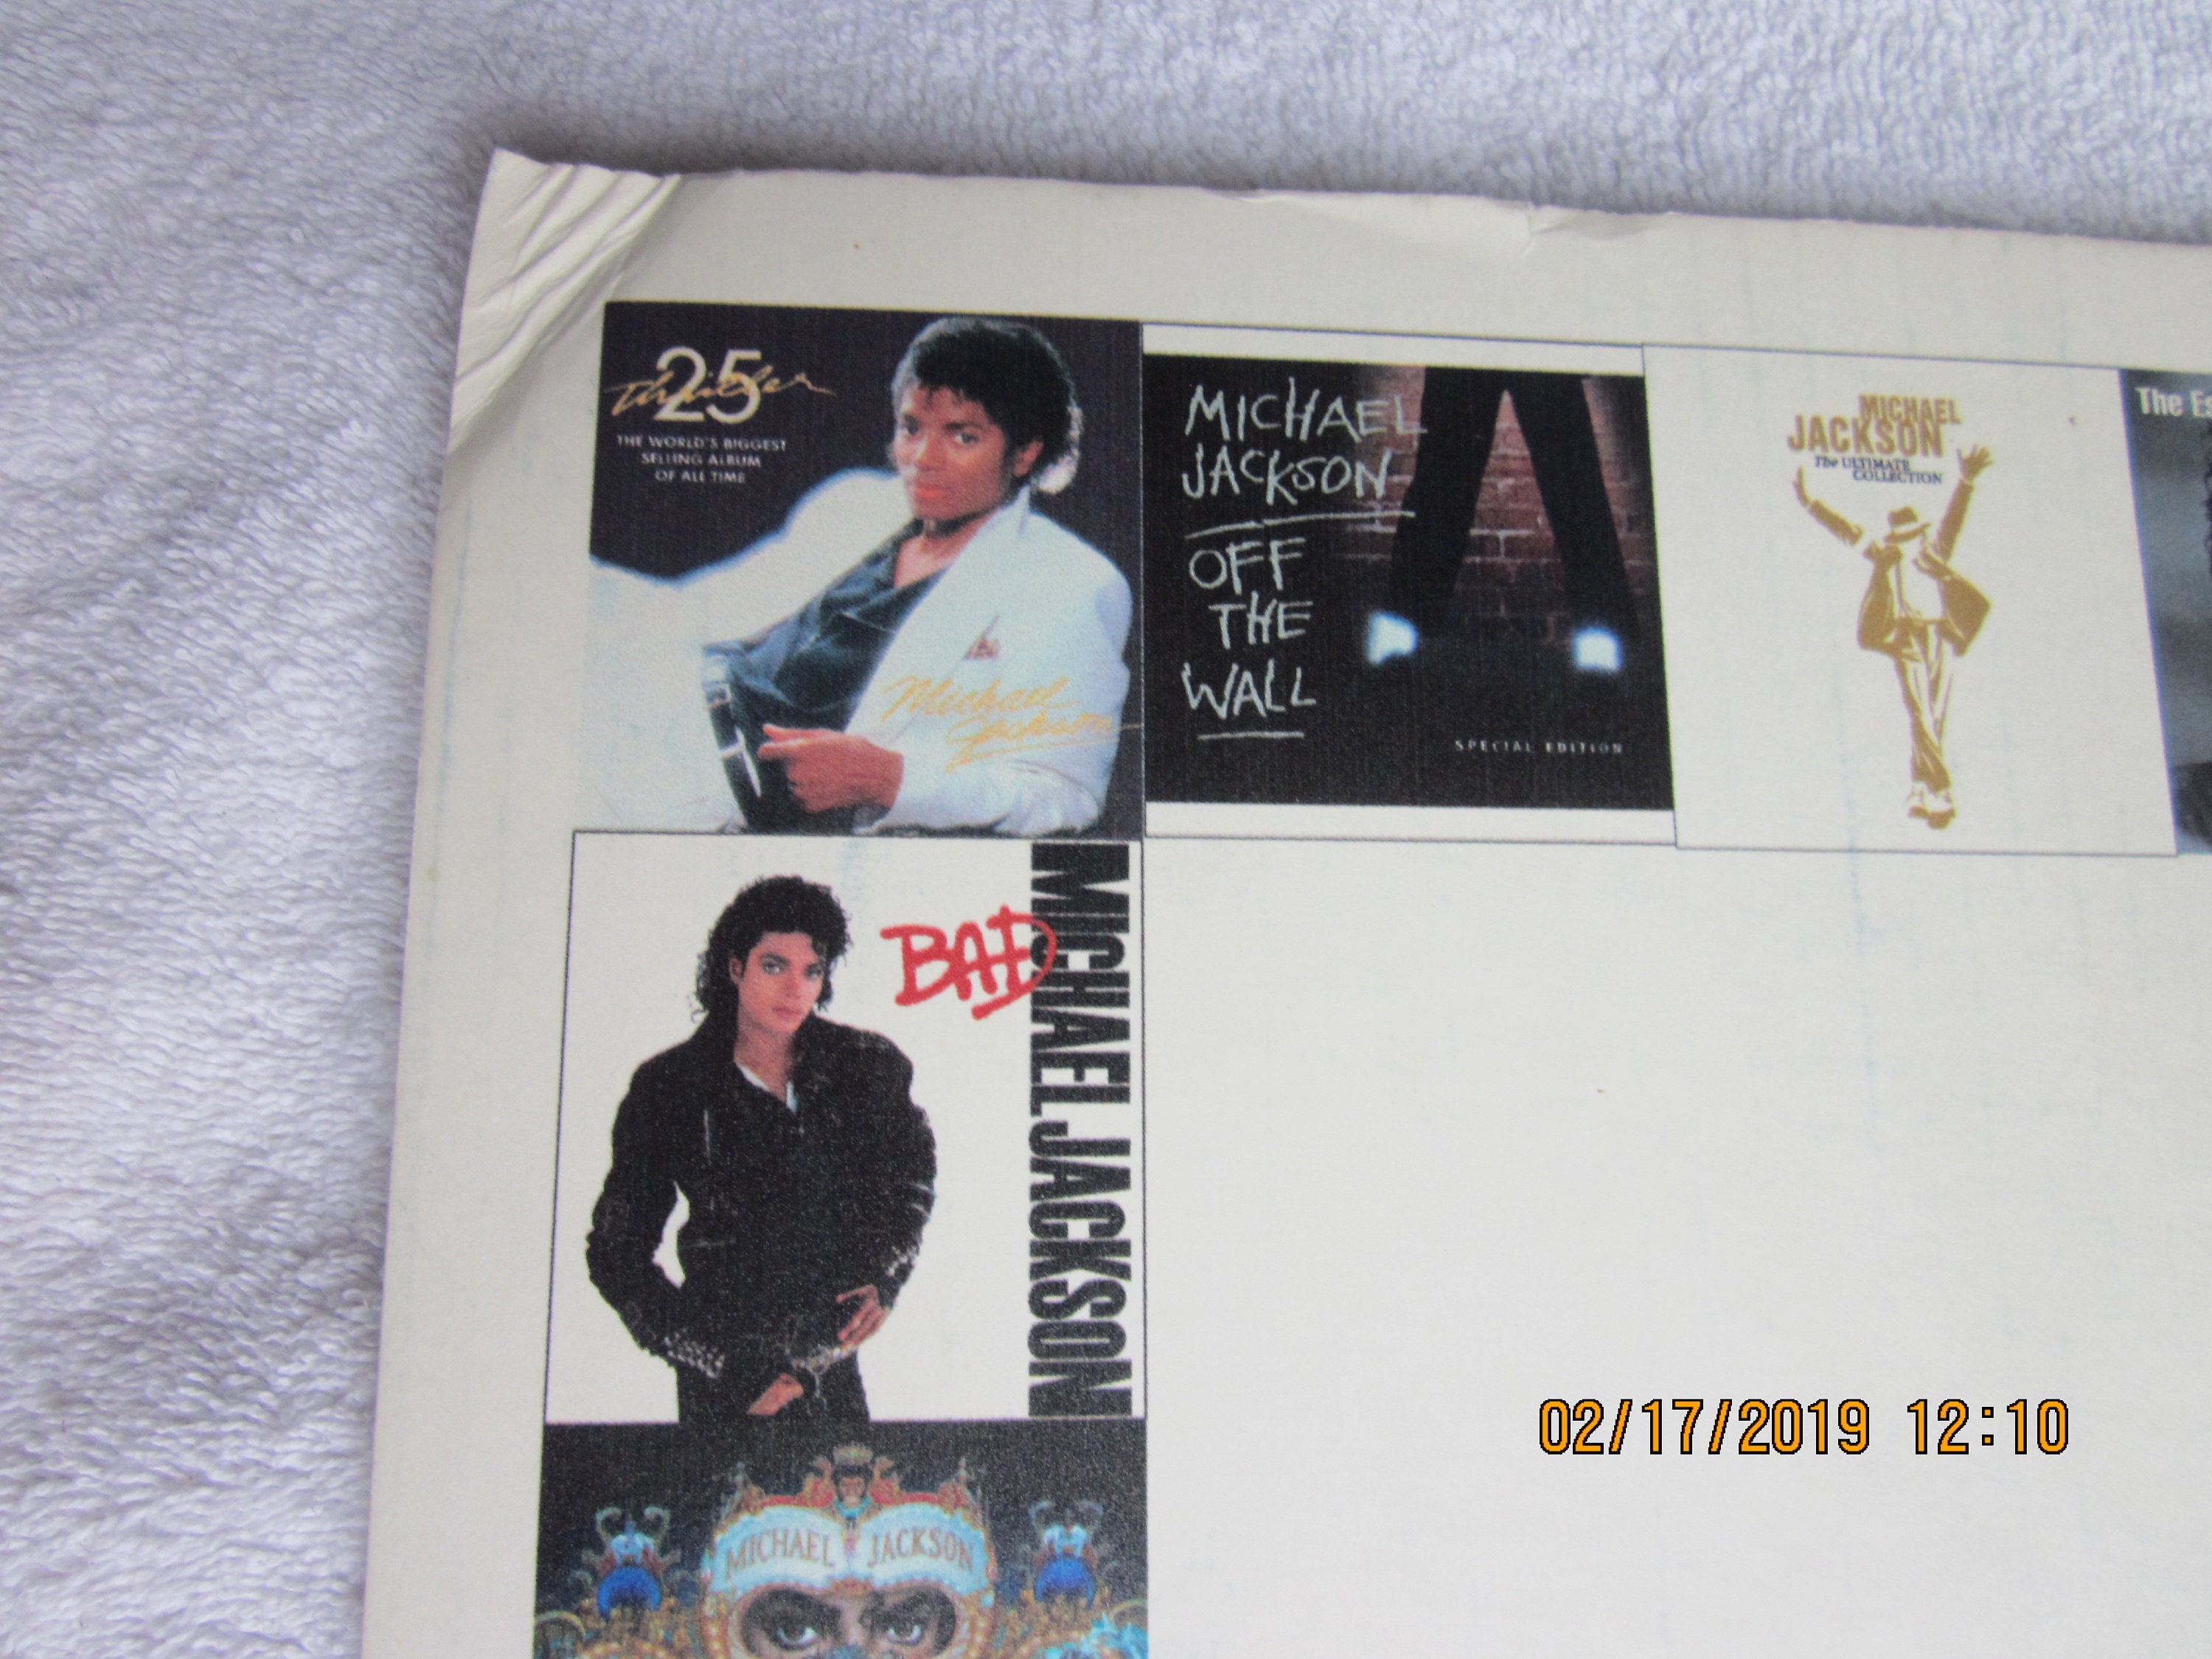 25
Thriller
THE WORLD'S BIGGEST
SELLING ALBUM
OF ALL TIME
Michael
Jackson
MICHAEL
JACKSON
OFF
THE
WALL
SPECIAL EDITION
MICHAEL
JACKSON
The ULTIMATE
COLLECTION
The
BAD
MICHAEL JACKSON
MICHAEL JACKSON
02/17/2019 12:10